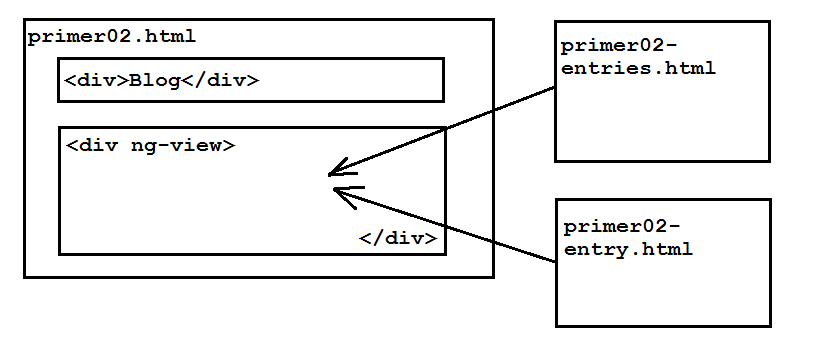 primer02.html
<div>Blog</div>
<div ng-view>
</div>
primer02-
entries.html
primer02-
entry.html